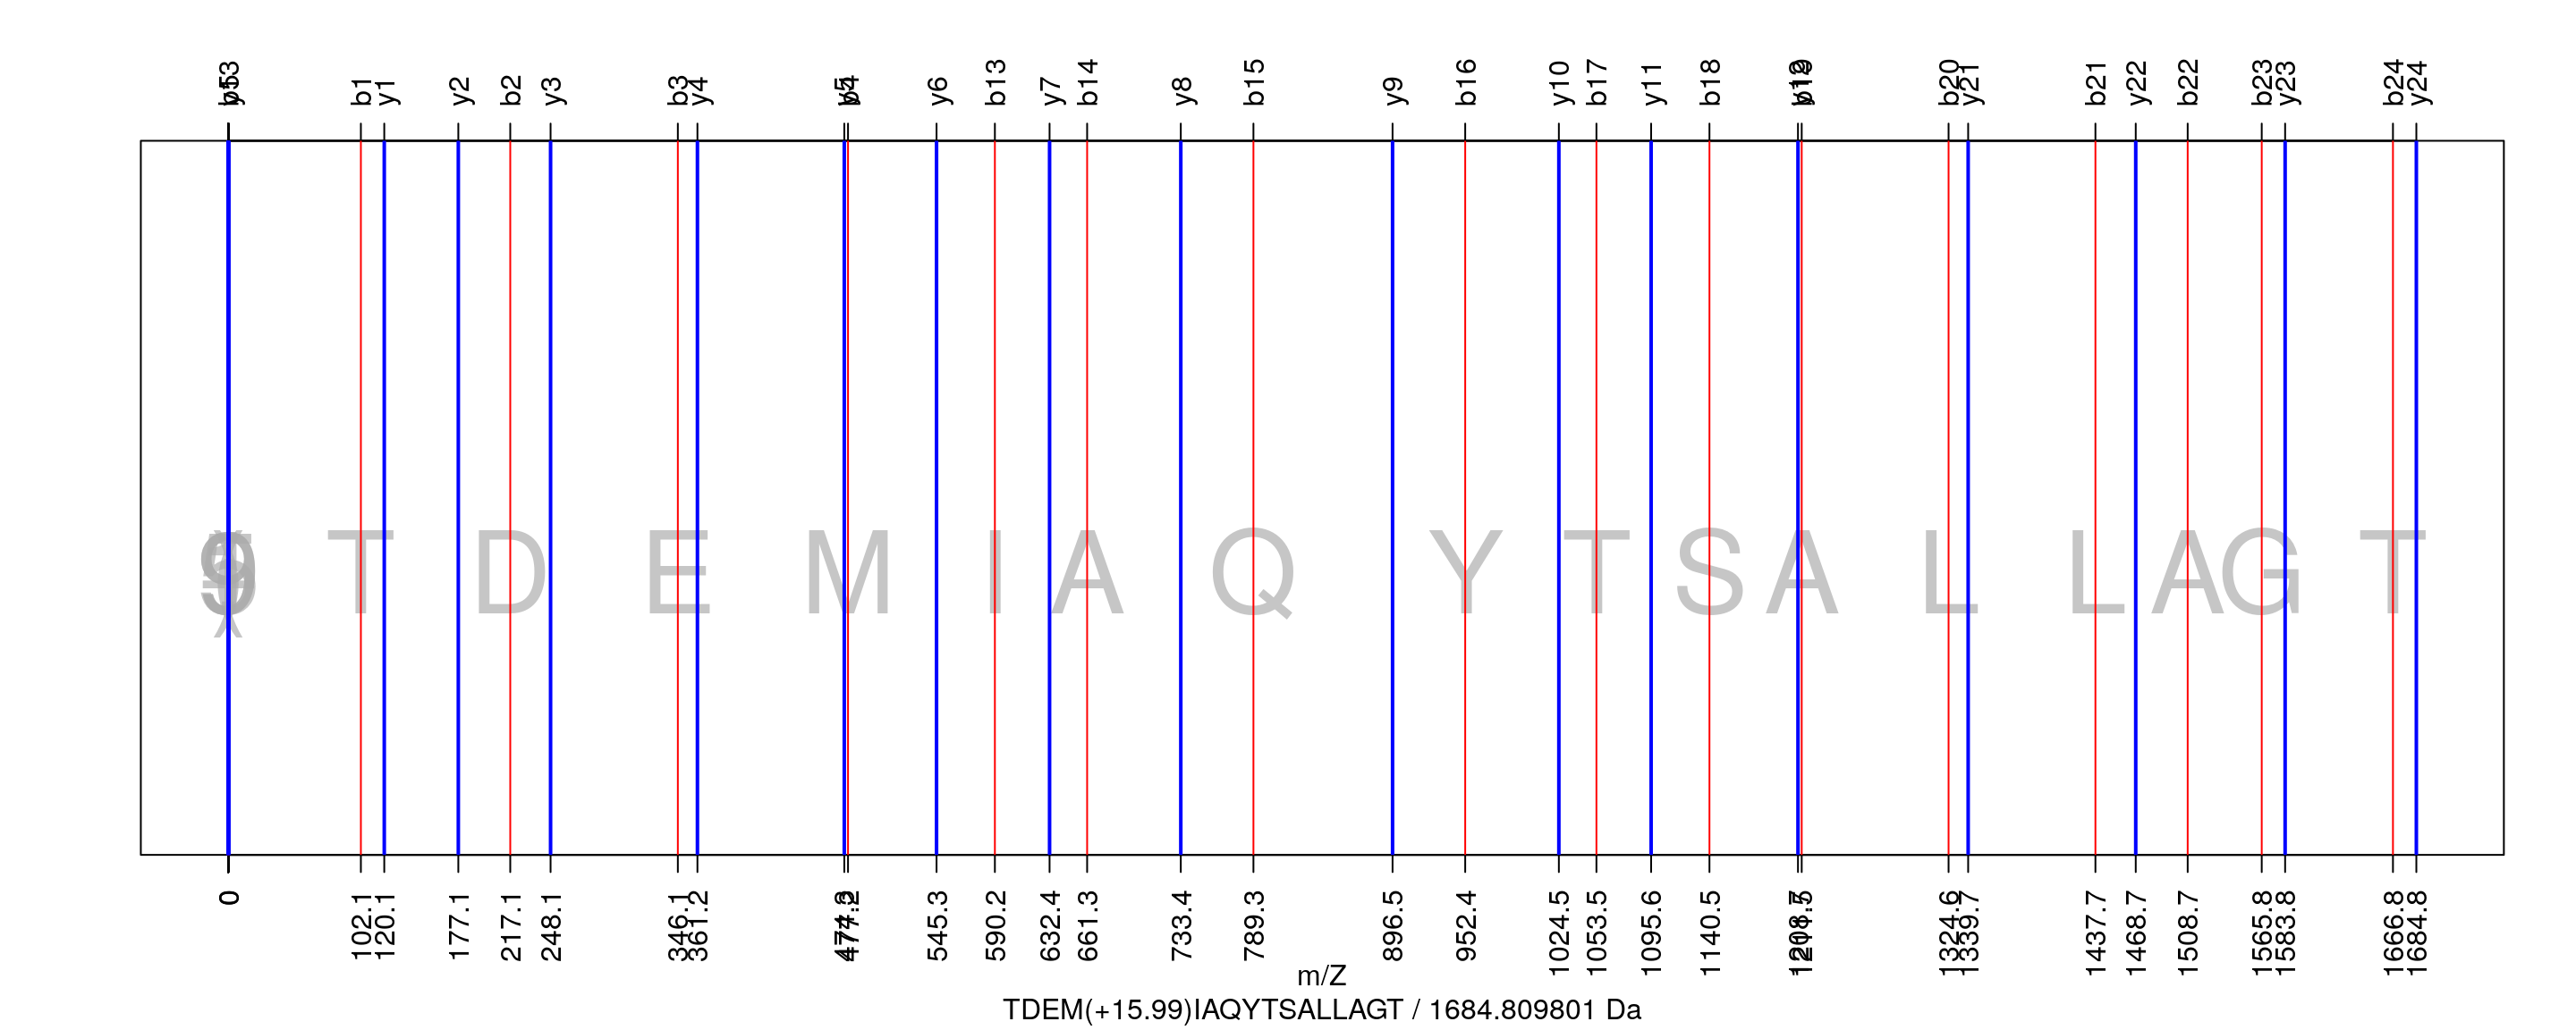 b1 y1 y2 b2 y3 b3 y4 y6 b13 y7 b14 y8 b15 y9 b16 y10 b17 y11 b18 b20 y21 b21 y22 b22 b23 y23 b24 y24
T D E M I A Q Y T S A L L A G T
0 102.1 120.1 177.1 217.1 248.1 346.1 361.2 545.3 590.2 632.4 661.3 733.4 789.3 896.5 952.4 1024.5 1053.5 1095.6 1140.5 1324.6 1339.7 1437.7 1468.7 1508.7 1565.8 1583.8 1666.8 1684.8
m/Z
TDEM(+15.99)IAQYTSALLAGT / 1684.809801 Da